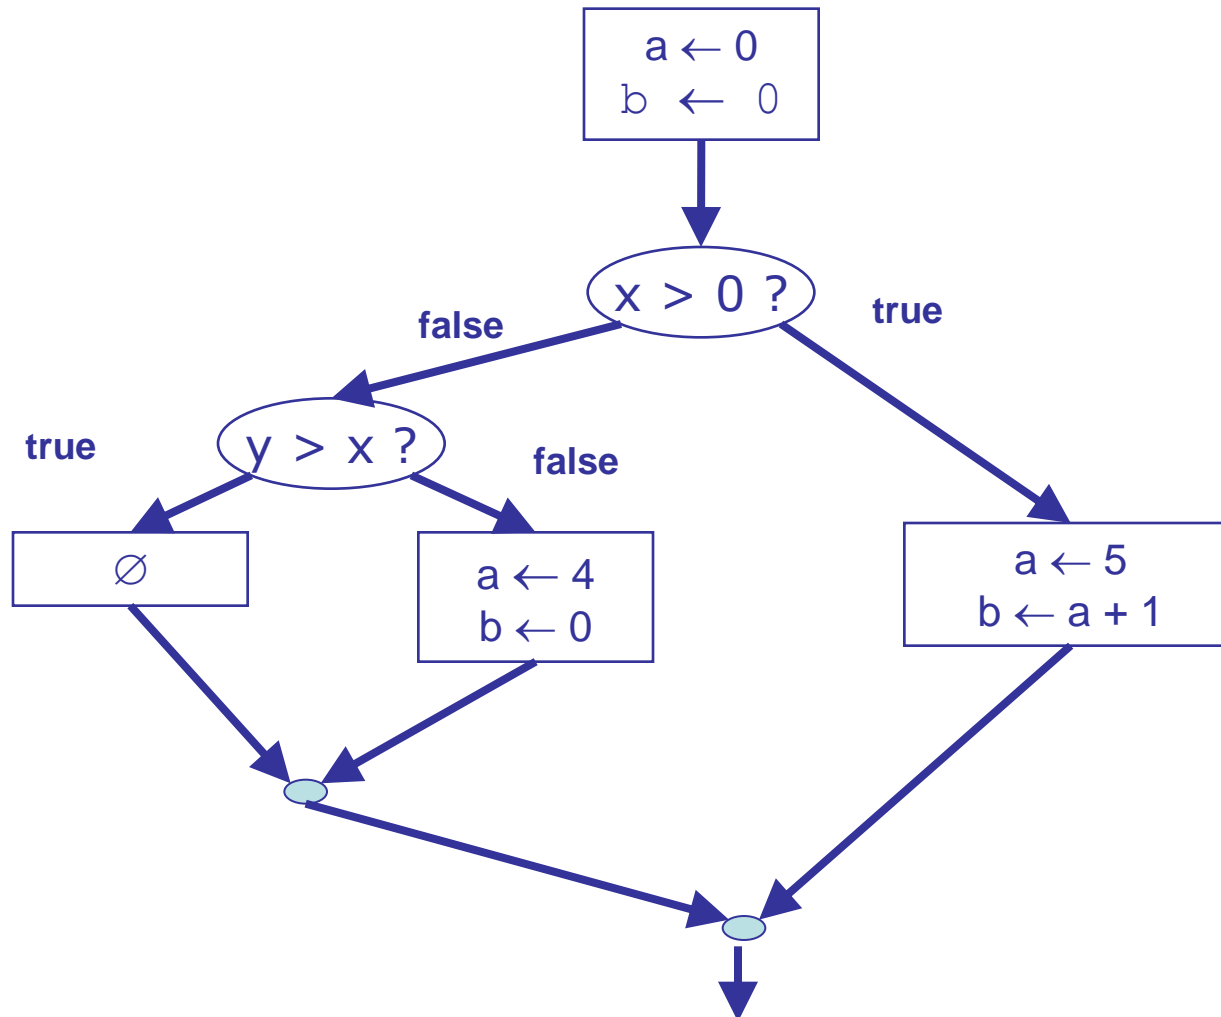 a ← 0
b ← 0
x > 0 ?
false
true
y > x ?
true
false
∅
a ← 4
b ← 0
a ← 5
b ← a + 1